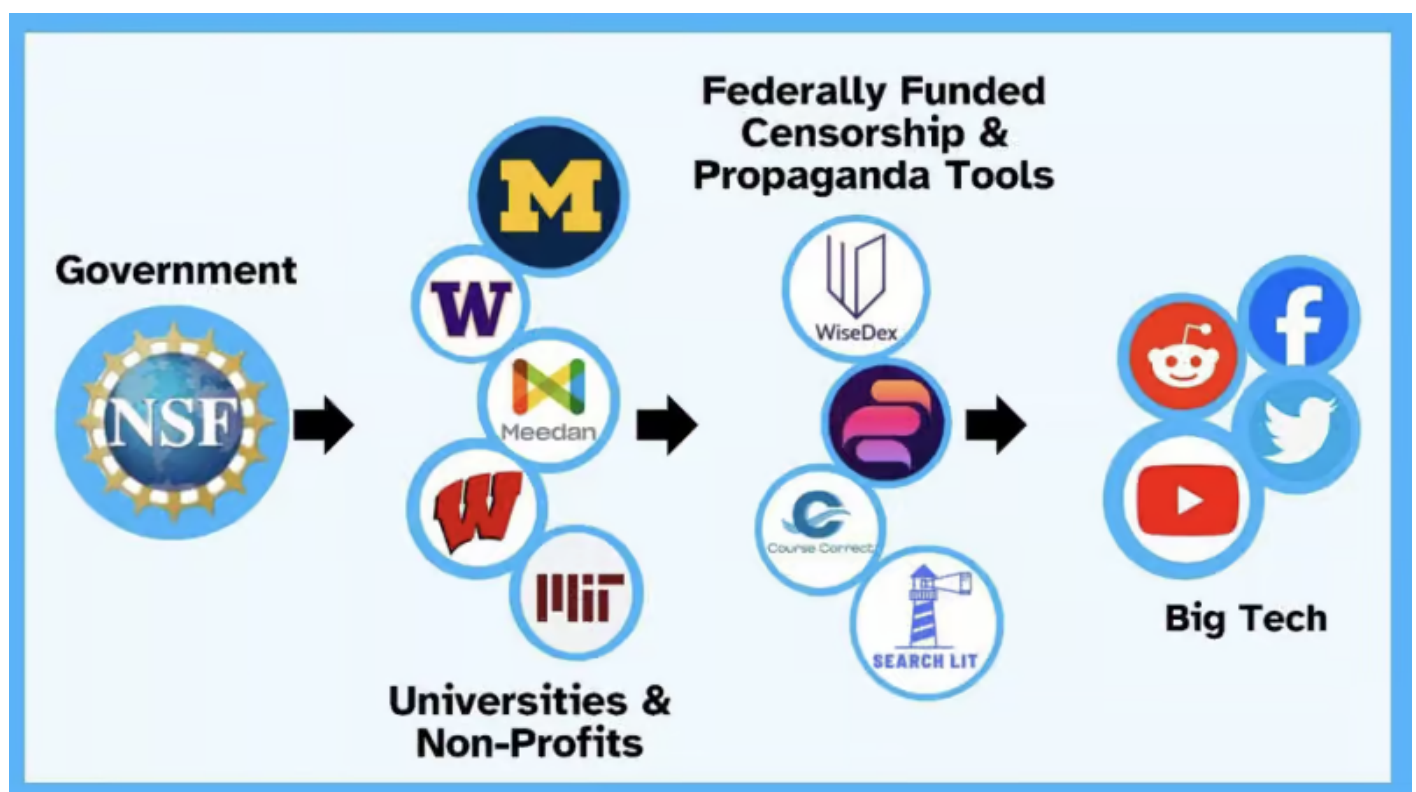 Federally Funded
Censorship &
Propaganda Tools
Government
NSF
M
W
Meedan
W
MIT
Universities &
Non-Profits
WiseDex
Course Correct
SEARCH LIT
Big Tech